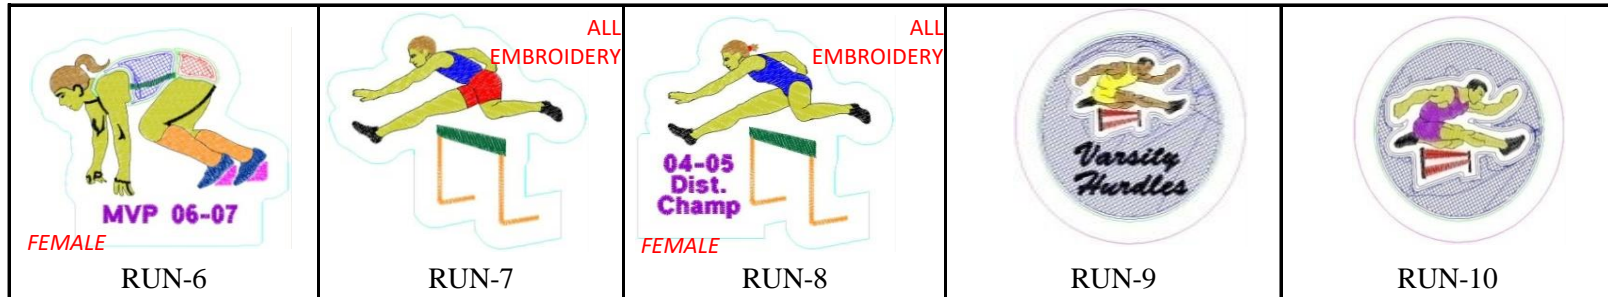 MVP 06-07
FEMALE
RUN-6
ALL
EMBROIDERY
RUN-7
ALL
EMBROIDERY
04-05
Dist.
Champ
FEMALE
RUN-8
Varsity
Hurdles
RUN-9
RUN-10